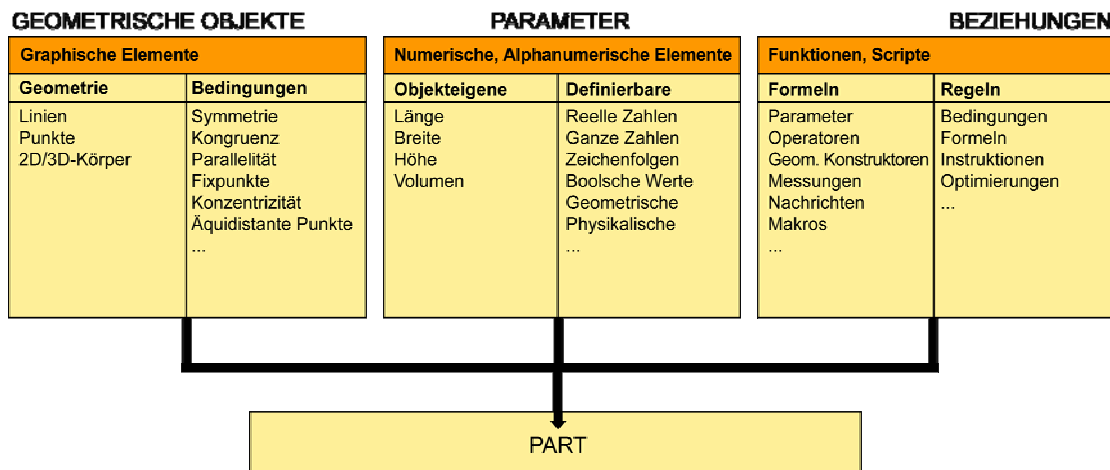 GEOMETRISCHE OBJEKTE
Graphische Elemente
Geometrie
Linien
Punkte
2D/3D-Körper
Bedingungen
Symmetrie
Kongruenz
Parallelität
Fixpunkte
Konzentrizität
Äquidistante Punkte
...
PARAMETER
Numerische, Alphanumerische Elemente
Objekteigene
Länge
Breite
Höhe
Volumen
Definierbare
Reelle Zahlen
Ganze Zahlen
Zeichenfolgen
Boolsche Werte
Geometrische
Physikalische
...
BEZIEHUNGEN
Funktionen, Scripte
Formeln
Parameter
Operatoren
Geom. Konstruktoren
Messungen
Nachrichten
Makros
...
Regeln
Bedingungen
Formeln
Instruktionen
Optimierungen
...
PART